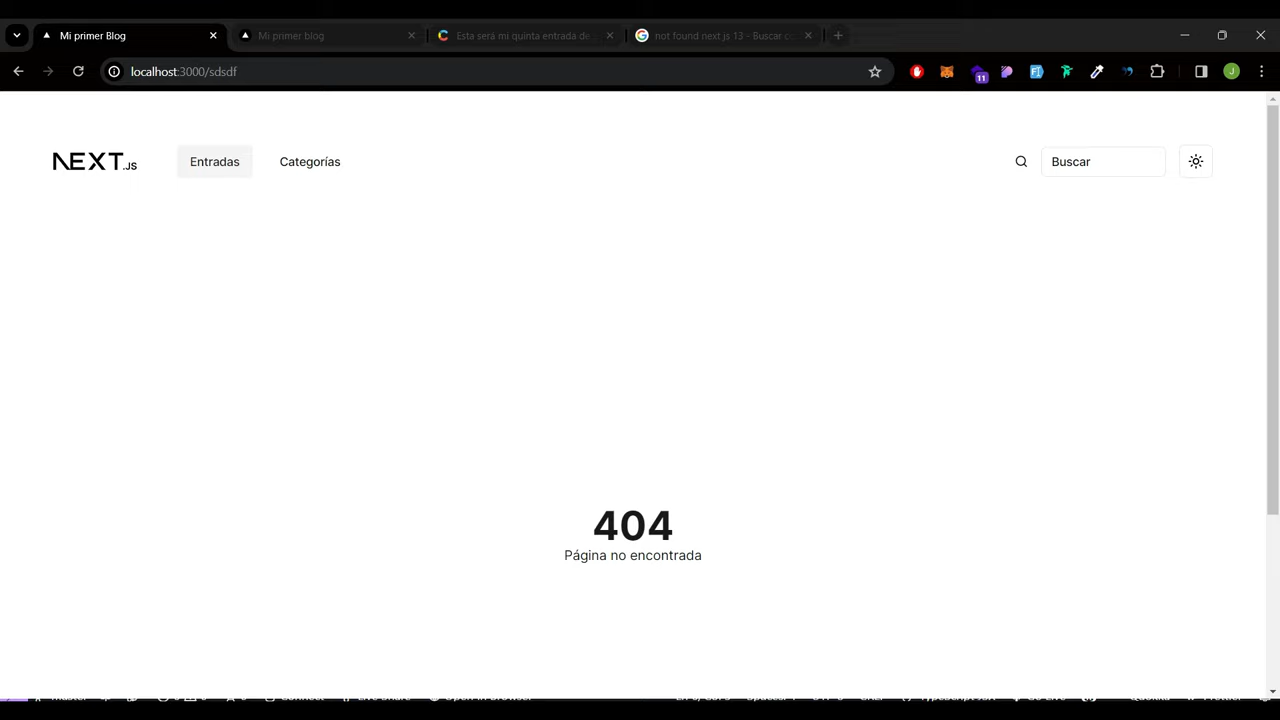 Mi primer Blog
Mi primer blog
Esta será mi quinta entrada de
not found next js 13 - Buscar c
localhost:3000/sdsdf
11
J
NEXT.JS
Entradas
Categorías
Buscar
404
Página no encontrada